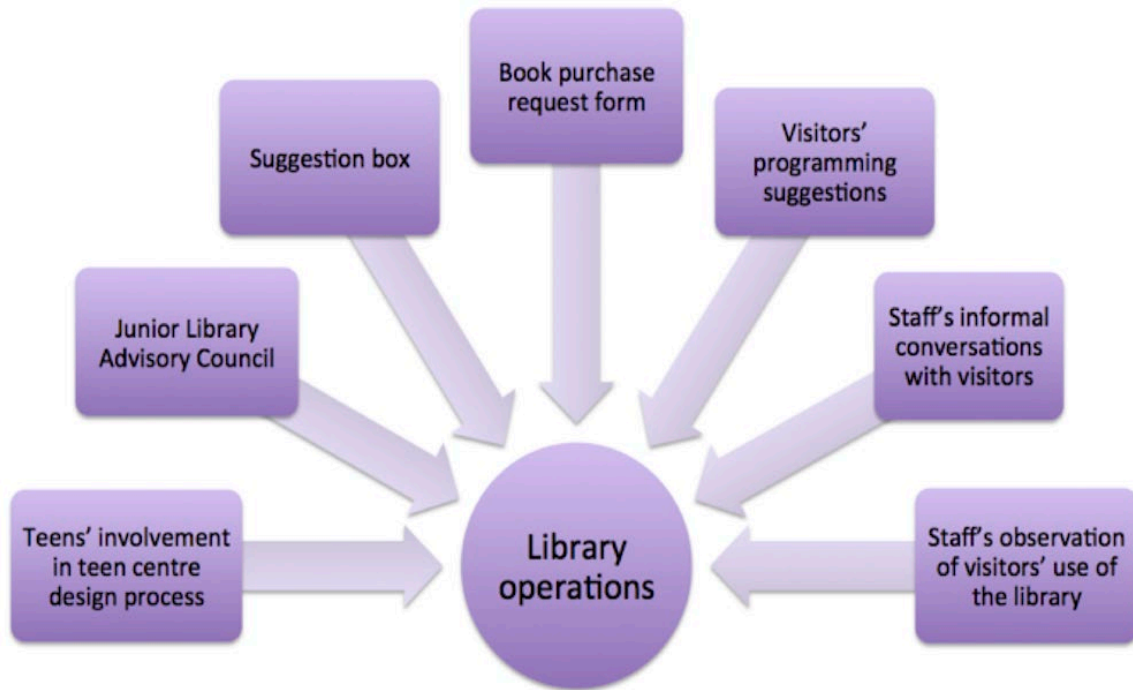 Book purchase
request form
Suggestion box
Visitors’
programming
suggestions
Junior Library
Advisory Council
Staff’s informal
conversations
with visitors
Teens’ involvement
in teen centre
design process
Library
operations
Staff’s observation
of visitors’ use of
the library